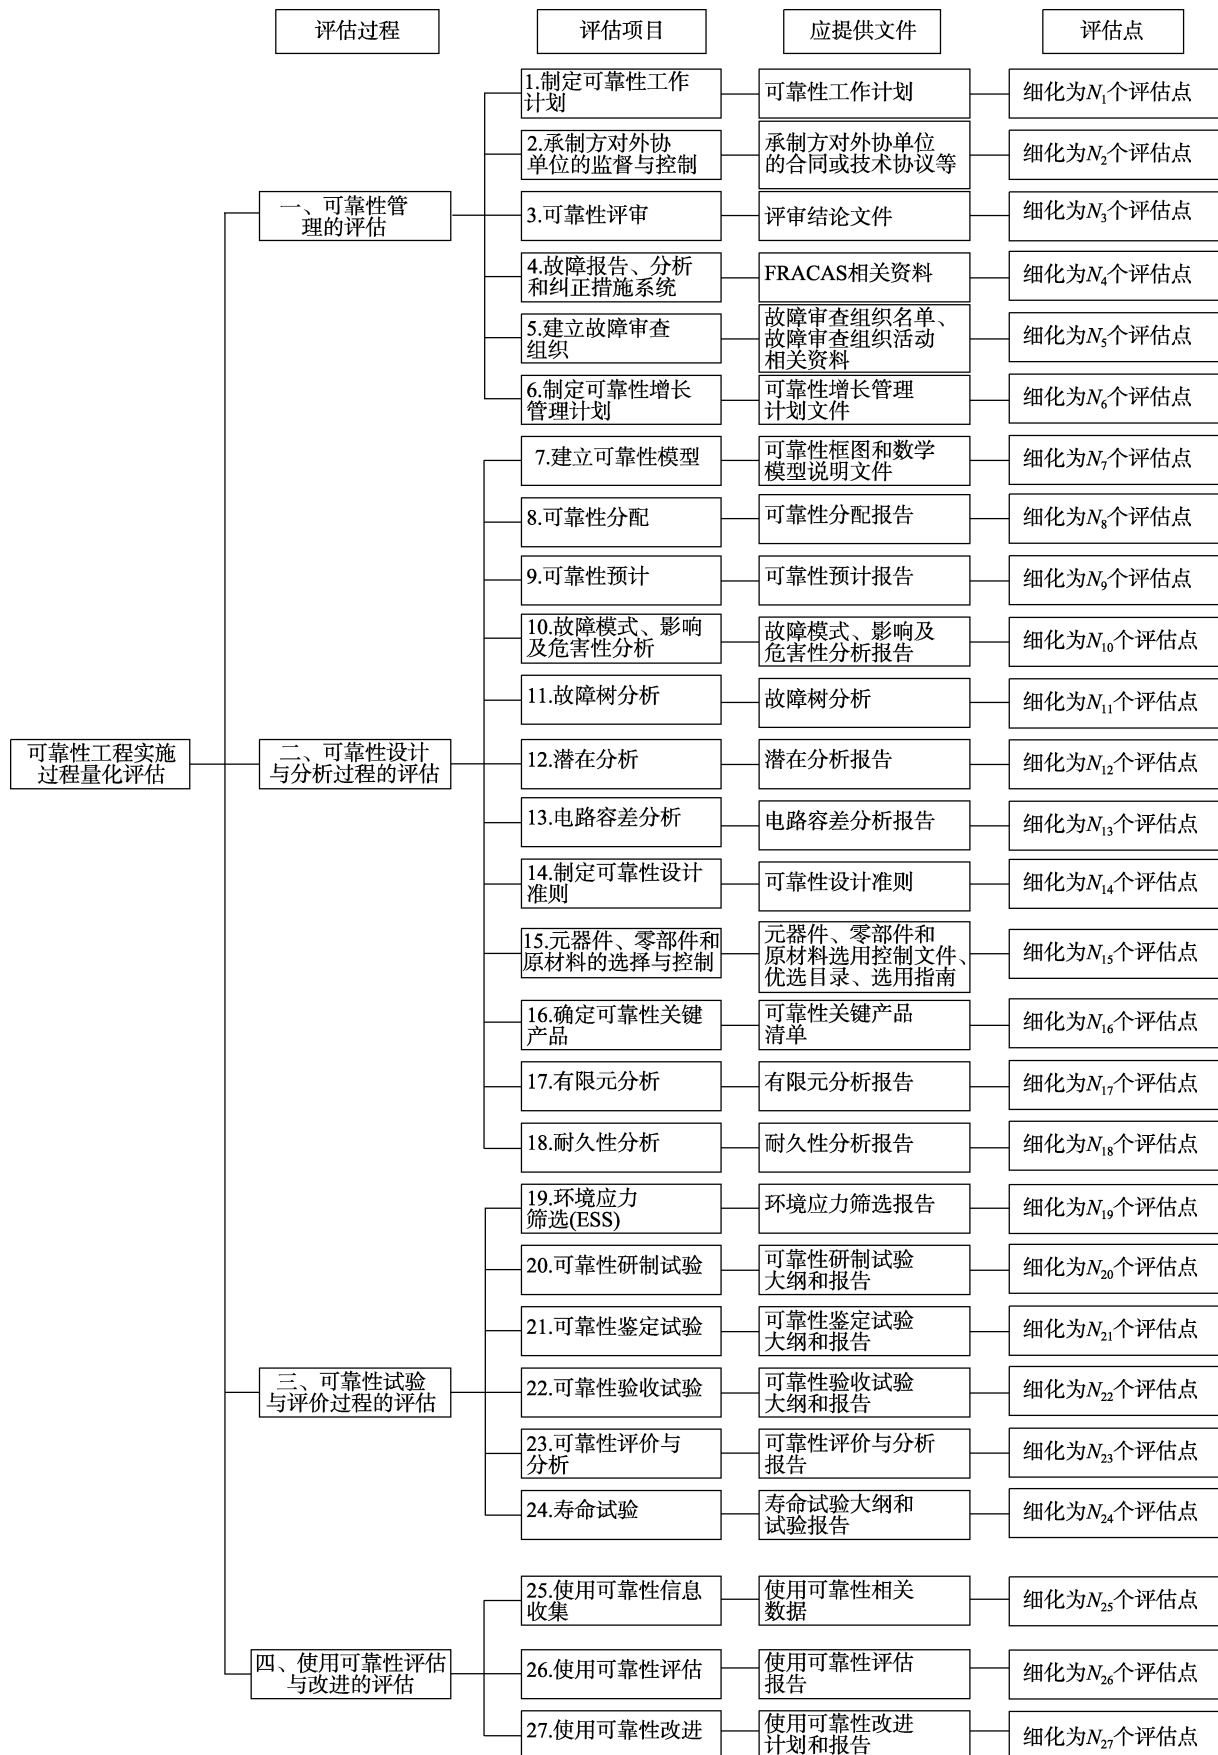 评估过程
评估项目
应提供文件
评估点
1.制定可靠性工作
计划
可靠性工作计划
细化为N₁个评估点
2.承制方对外协
单位的监督与控制
承制方对外协单位
的合同或技术协议等
细化为N₂个评估点
一、可靠性管
理的评估
3.可靠性评审
评审结论文件
细化为N₃个评估点
4.故障报告、分析
和纠正措施系统
FRACAS相关资料
细化为N₄个评估点
5.建立故障审查
组织
故障审查组织名单、
故障审查组织活动
相关资料
细化为N₅个评估点
6.制定可靠性增长
管理计划
可靠性增长管理
计划文件
细化为N₆个评估点
7.建立可靠性模型
可靠性框图和数学
模型说明文件
细化为N₇个评估点
8.可靠性分配
可靠性分配报告
细化为N₈个评估点
9.可靠性预计
可靠性预计报告
细化为N₉个评估点
10.故障模式、影响
及危害性分析
故障模式、影响及
危害性分析报告
细化为N₁₀个评估点
11.故障树分析
故障树分析
细化为N₁₁个评估点
可靠性工程实施
过程量化评估
二、可靠性设计
与分析过程的评估
12.潜在分析
潜在分析报告
细化为N₁₂个评估点
13.电路容差分析
电路容差分析报告
细化为N₁₃个评估点
14.制定可靠性设计
准则
可靠性设计准则
细化为N₁₄个评估点
15.元器件、零部件和
原材料的选择与控制
元器件、零部件和
原材料选用控制文件、
优选目录、选用指南
细化为N₁₅个评估点
16.确定可靠性关键
产品
可靠性关键产品
清单
细化为N₁₆个评估点
17.有限元分析
有限元分析报告
细化为N₁₇个评估点
18.耐久性分析
耐久性分析报告
细化为N₁₈个评估点
19.环境应力
筛选(ESS)
环境应力筛选报告
细化为N₁₉个评估点
20.可靠性研制试验
可靠性研制试验
大纲和报告
细化为N₂₀个评估点
21.可靠性鉴定试验
可靠性鉴定试验
大纲和报告
细化为N₂₁个评估点
三、可靠性试验
与评价过程的评估
22.可靠性验收试验
可靠性验收试验
大纲和报告
细化为N₂₂个评估点
23.可靠性评价与
分析
可靠性评价与分析
报告
细化为N₂₃个评估点
24.寿命试验
寿命试验大纲和
试验报告
细化为N₂₄个评估点
25.使用可靠性信息
收集
使用可靠性相关
数据
细化为N₂₅个评估点
四、使用可靠性评估
与改进的评估
26.使用可靠性评估
使用可靠性评估
报告
细化为N₂₆个评估点
27.使用可靠性改进
使用可靠性改进
计划和报告
细化为N₂₇个评估点